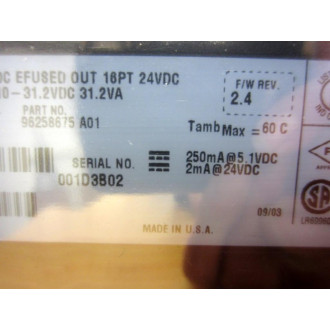 DC EFUSED OUT 16PT 24VDC
0-31.2VDC 31.2VA
PART NO.
96258675 A01
F/W REV.
2.4
Tamb Max = 60 C
SERIAL NO.
001D3B02
250mA@5.1VDC
2mA@24VDC
09/03
MADE IN U.S.A.